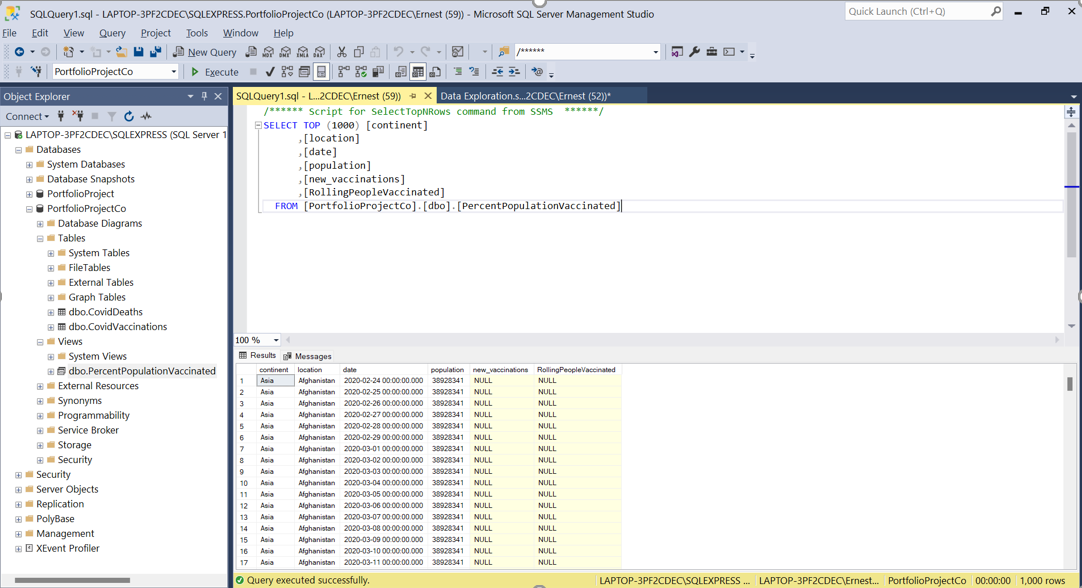 SQLQuery1.sql - LAPTOP-3PF2CDEC\SQLEXPRESS.PortfolioProjectCo (LAPTOP-3PF2CDEC\Ernest (59)) - Microsoft SQL Server Management Studio
Quick Launch (Ctrl+Q)
File Edit View Query Project Tools Window Help
New Query MDX DMX XMLA DAX /******
PortfolioProjectCo Execute
Object Explorer
SQLQuery1.sql - L...2CDEC\Ernest (59)) Data Exploration.s...2CDEC\Ernest (52))*
Connect
LAPTOP-3PF2CDEC\SQLEXPRESS (SQL Server 1
Databases
System Databases
Database Snapshots
PortfolioProject
PortfolioProjectCo
Database Diagrams
Tables
System Tables
FileTables
External Tables
Graph Tables
dbo.CovidDeaths
dbo.CovidVaccinations
Views
System Views
dbo.PercentPopulationVaccinated
External Resources
Synonyms
Programmability
Service Broker
Storage
Security
Security
Server Objects
Replication
PolyBase
Management
XEvent Profiler
/****** Script for SelectTopNRows command from SSMS ******/
SELECT TOP (1000) [continent]
,[location]
,[date]
,[population]
,[new_vaccinations]
,[RollingPeopleVaccinated]
FROM [PortfolioProjectCo].[dbo].[PercentPopulationVaccinated]
100 %
Results Messages
continent location date population new_vaccinations RollingPeopleVaccinated
1 Asia Afghanistan 2020-02-24 00:00:00.000 38928341 NULL NULL
2 Asia Afghanistan 2020-02-25 00:00:00.000 38928341 NULL NULL
3 Asia Afghanistan 2020-02-26 00:00:00.000 38928341 NULL NULL
4 Asia Afghanistan 2020-02-27 00:00:00.000 38928341 NULL NULL
5 Asia Afghanistan 2020-02-28 00:00:00.000 38928341 NULL NULL
6 Asia Afghanistan 2020-02-29 00:00:00.000 38928341 NULL NULL
7 Asia Afghanistan 2020-03-01 00:00:00.000 38928341 NULL NULL
8 Asia Afghanistan 2020-03-02 00:00:00.000 38928341 NULL NULL
9 Asia Afghanistan 2020-03-03 00:00:00.000 38928341 NULL NULL
10 Asia Afghanistan 2020-03-04 00:00:00.000 38928341 NULL NULL
11 Asia Afghanistan 2020-03-05 00:00:00.000 38928341 NULL NULL
12 Asia Afghanistan 2020-03-06 00:00:00.000 38928341 NULL NULL
13 Asia Afghanistan 2020-03-07 00:00:00.000 38928341 NULL NULL
14 Asia Afghanistan 2020-03-08 00:00:00.000 38928341 NULL NULL
15 Asia Afghanistan 2020-03-09 00:00:00.000 38928341 NULL NULL
16 Asia Afghanistan 2020-03-10 00:00:00.000 38928341 NULL NULL
17 Asia Afghanistan 2020-03-11 00:00:00.000 38928341 NULL NULL
Query executed successfully. LAPTOP-3PF2CDEC\SQLEXPRESS ... LAPTOP-3PF2CDEC\Ernest... PortfolioProjectCo 00:00:00 1,000 rows